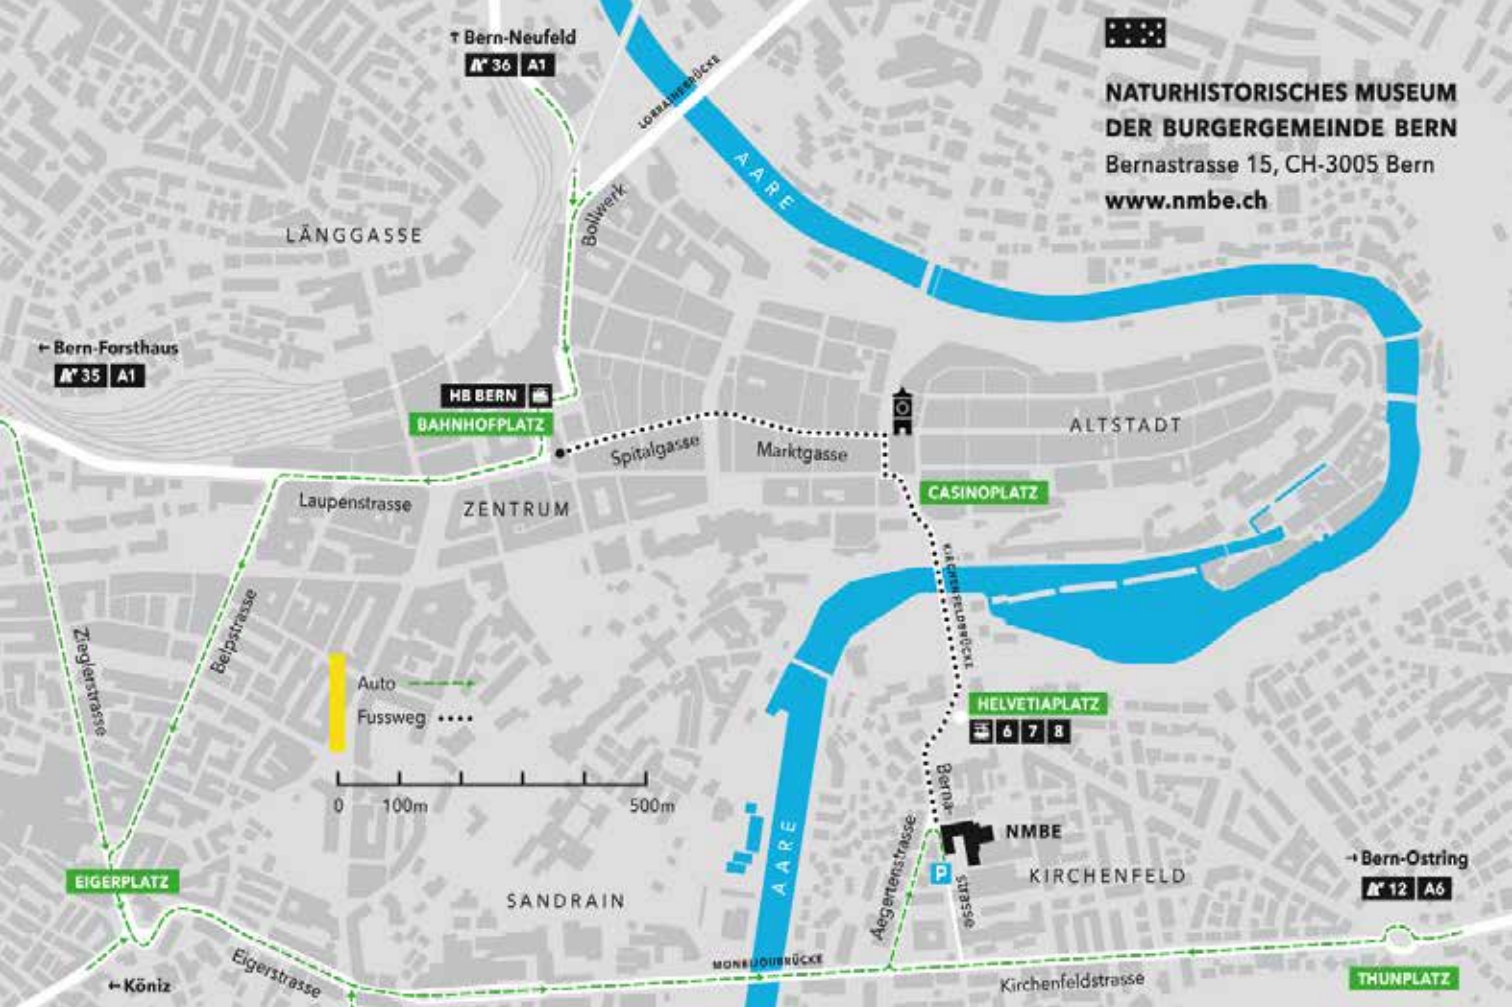 Bern-Neufeld
36 A1
LORRAINEBRÜCKE
NATURHISTORISCHES MUSEUM
DER BURGERGEMEINDE BERN
Bernastrasse 15, CH-3005 Bern
www.nmbe.ch
AARE
Bollwerk
LÄNGGASSE
Bern-Forsthaus
35 A1
HB BERN
BAHNHOFPLATZ
Spitalgasse
Marktgasse
ALTSTADT
Laupenstrasse
ZENTRUM
CASINOPLATZ
KIRCHENFELDBRÜCKE
Zieglerstrasse
Belpstrasse
Auto
Fussweg
HELVETIAPLATZ
6 7 8
0 100m 500m
Berna-
strasse
NMBE
P
KIRCHENFELD
Aegertenstrasse
AARE
Bern-Ostring
12 A6
EIGERPLATZ
SANDRAIN
Eigerstrasse
Köniz
MONBIJOUBRÜCKE
Kirchenfeldstrasse
THUNPLATZ